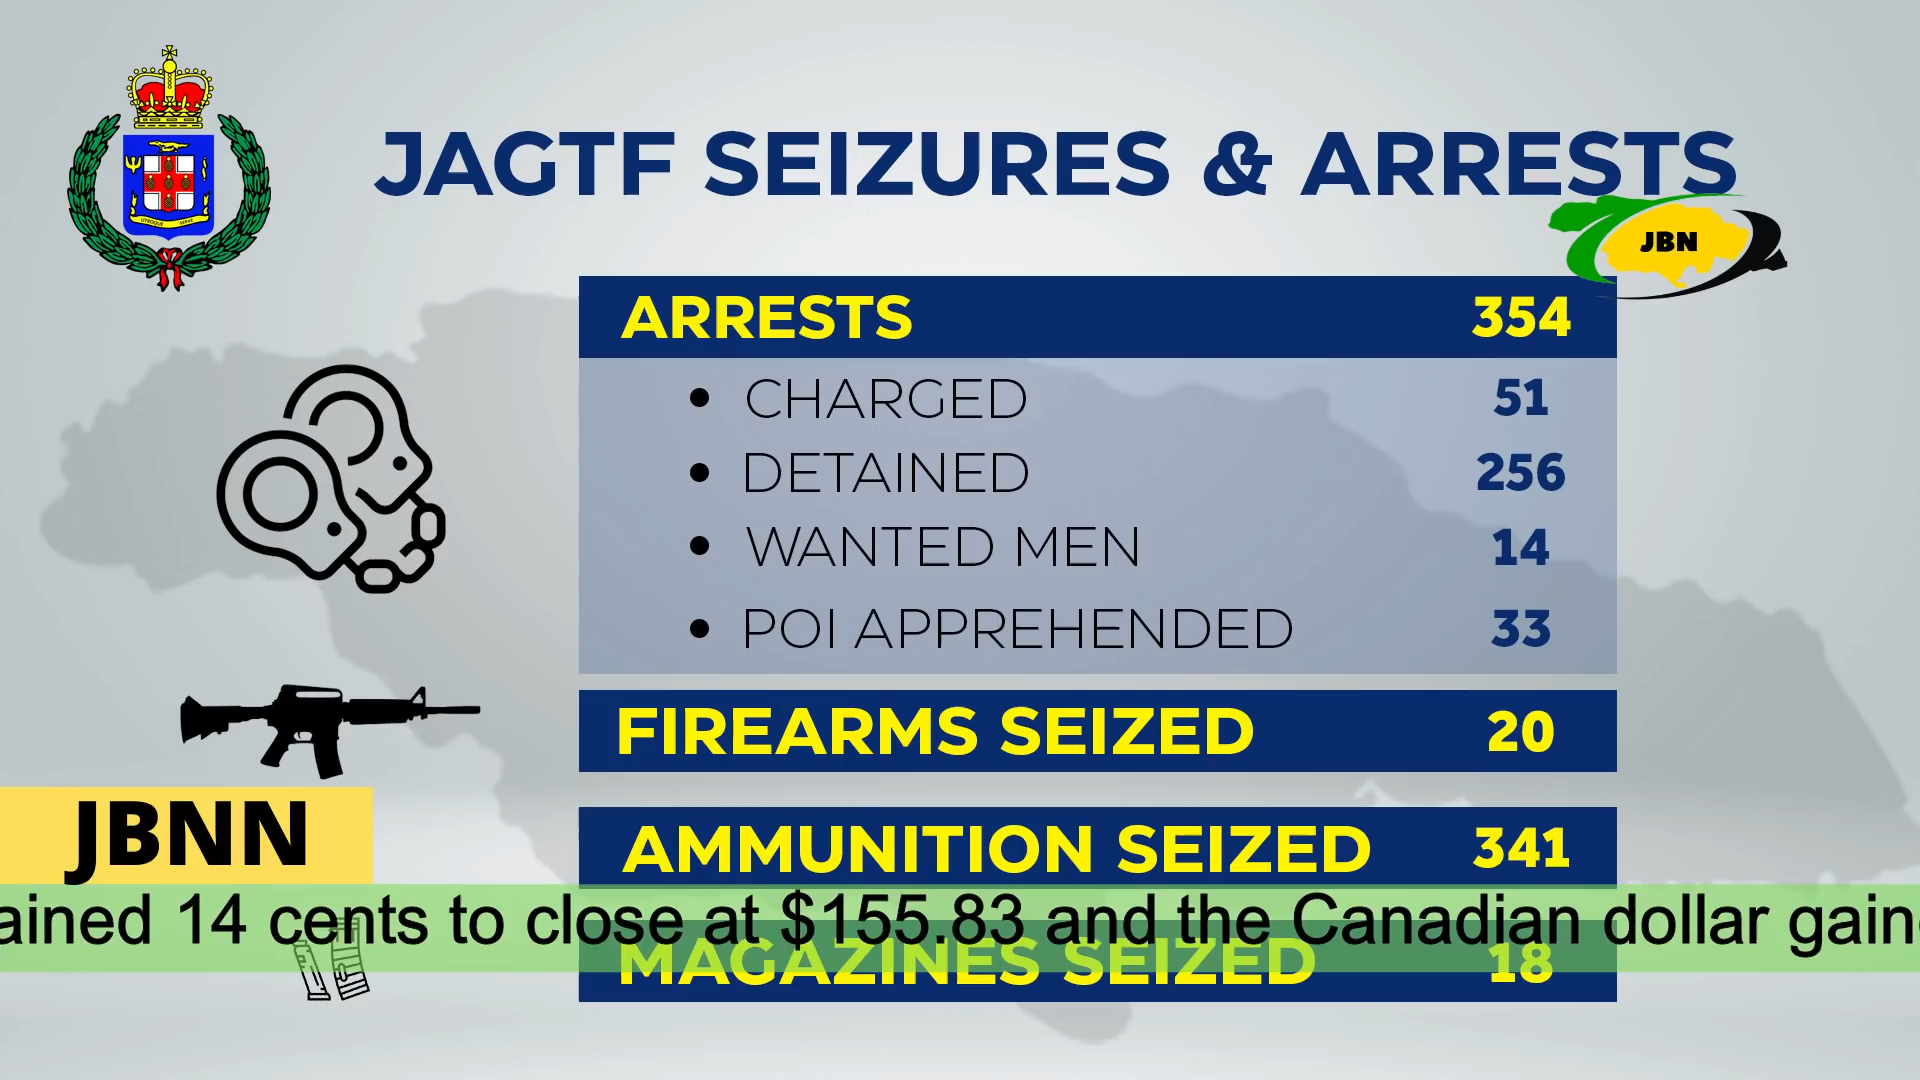 JAGTF SEIZURES & ARRESTS
JBN
UTROQUE SERVE
ARRESTS 354
• CHARGED 51
• DETAINED 256
• WANTED MEN 14
• POI APPREHENDED 33
FIREARMS SEIZED 20
JBNN
AMMUNITION SEIZED 341
ained 14 cents to close at $155.83 and the Canadian dollar gain
MAGAZINES SEIZED 18